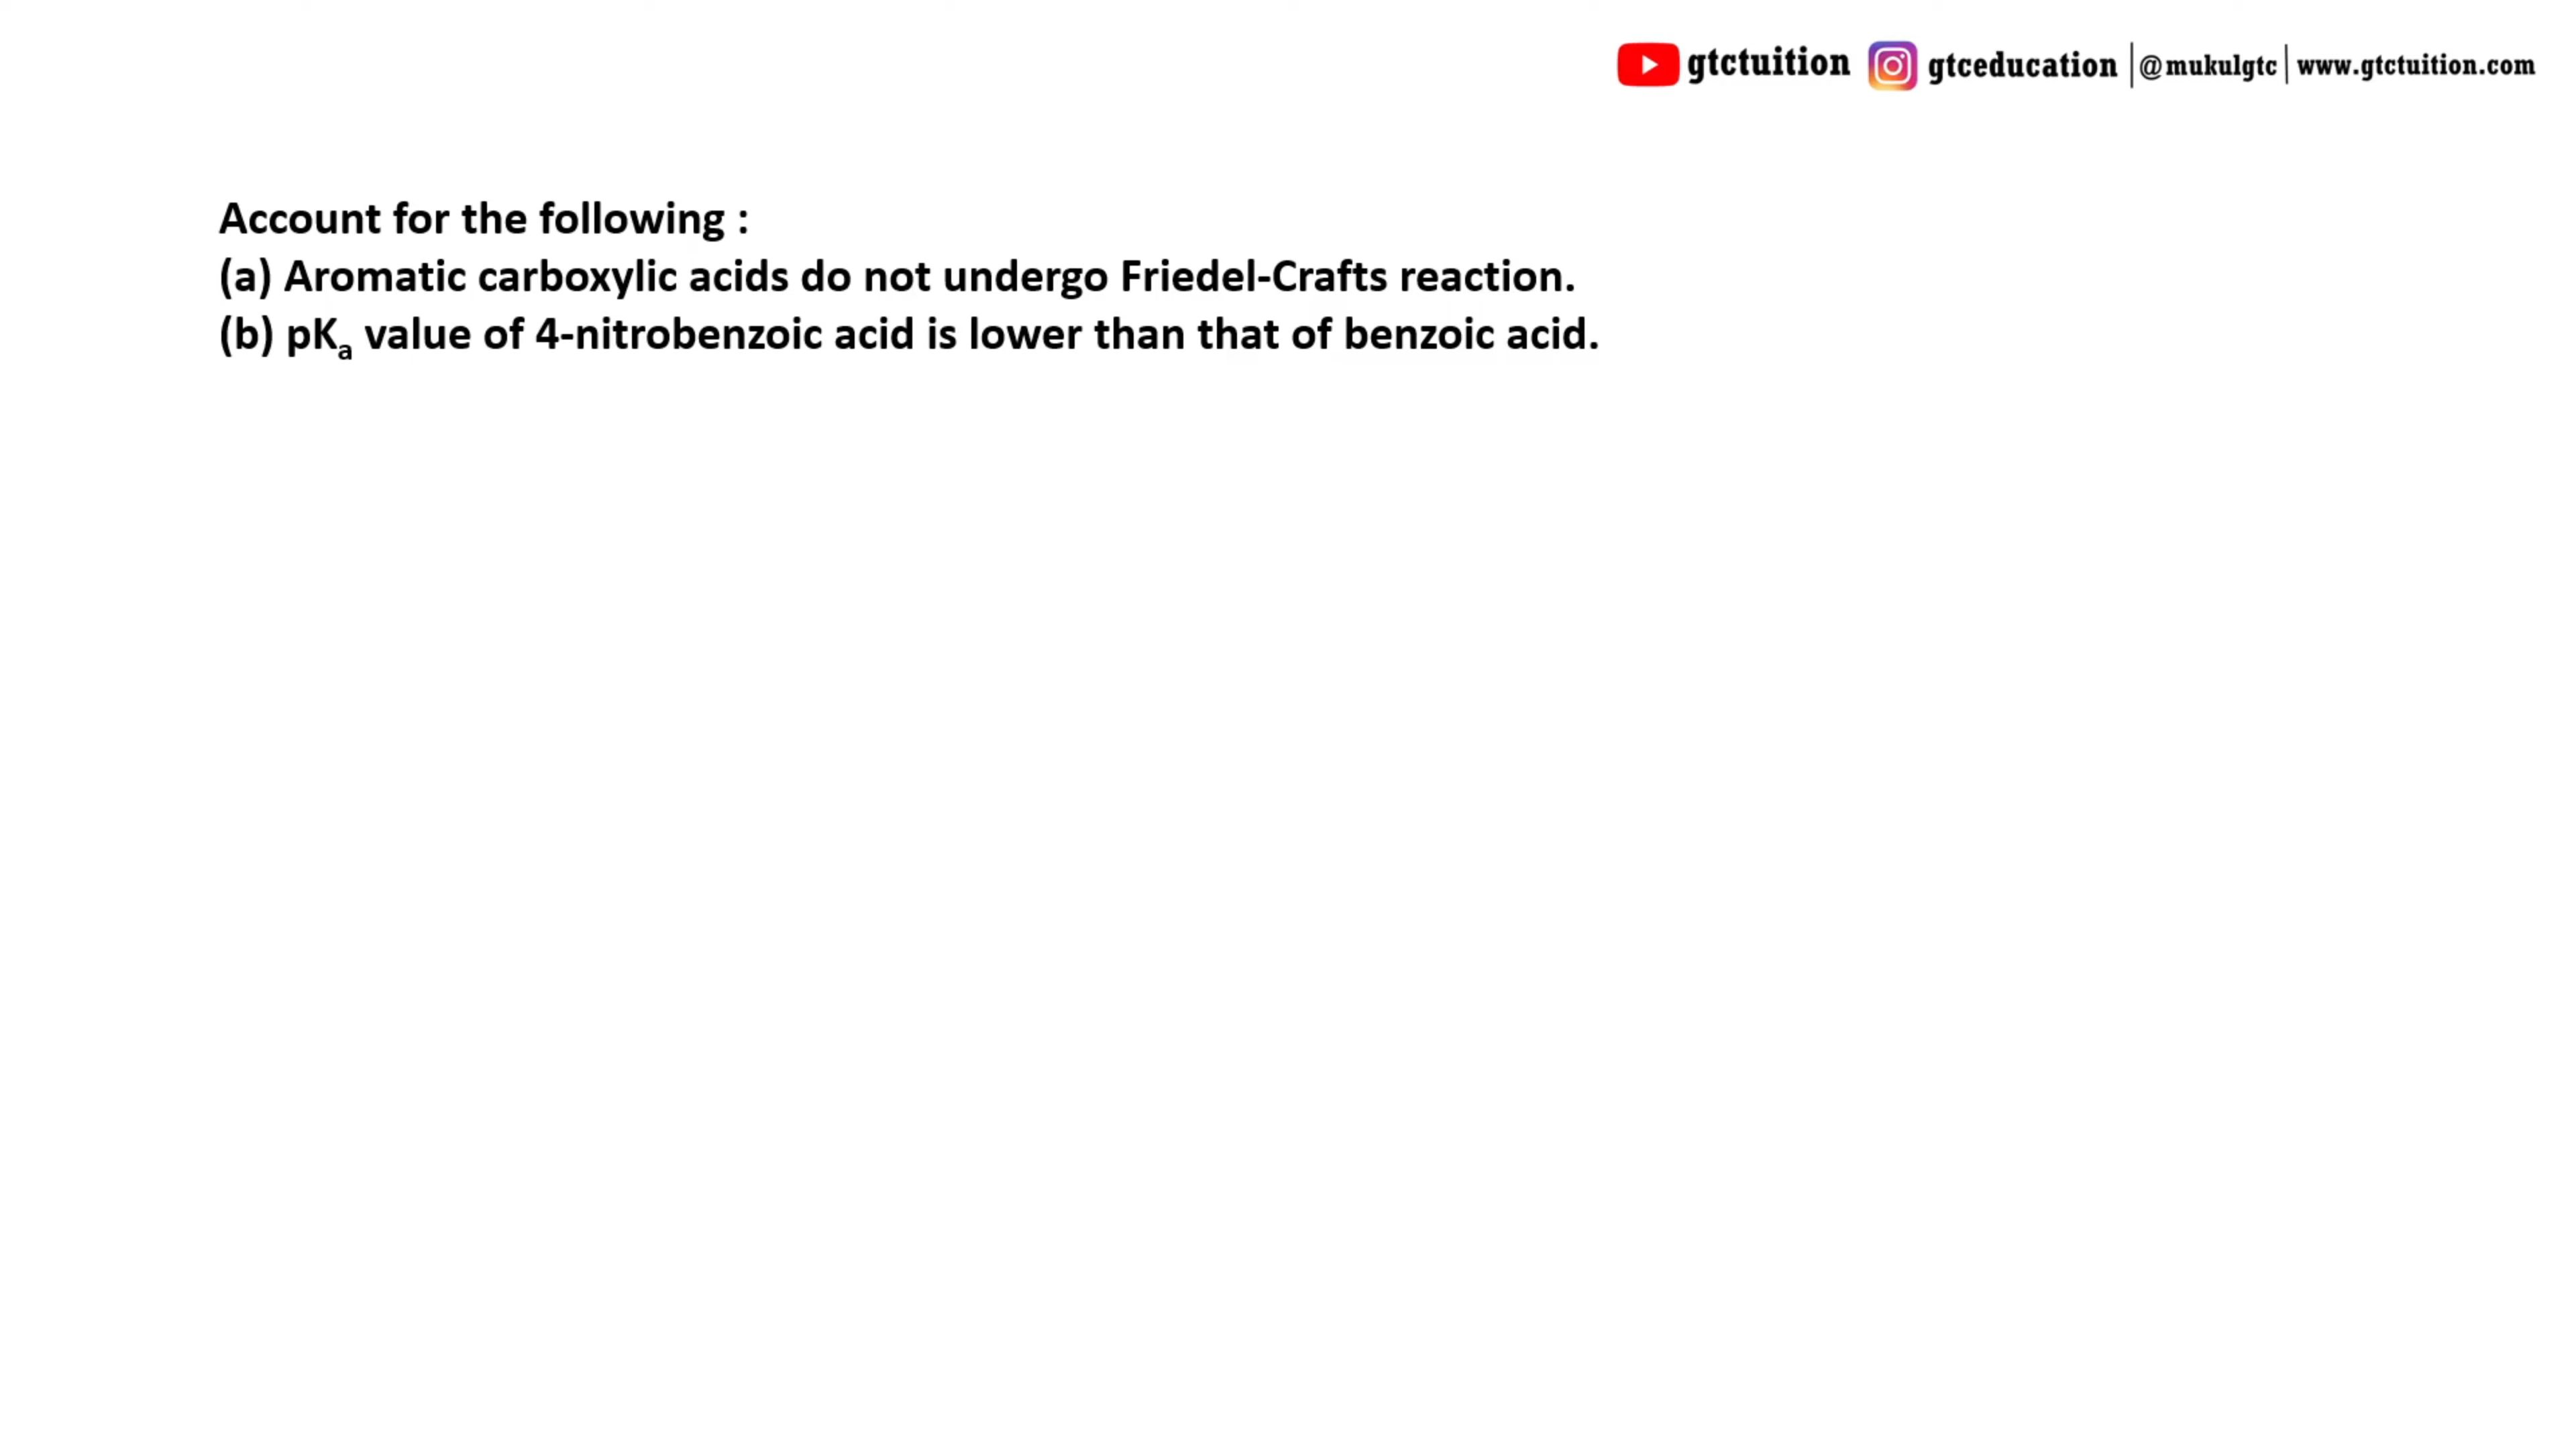 gtctuition gtceducation |@mukulgtc| www.gtctuition.com
Account for the following :
(a) Aromatic carboxylic acids do not undergo Friedel-Crafts reaction.
(b) pKₐ value of 4-nitrobenzoic acid is lower than that of benzoic acid.